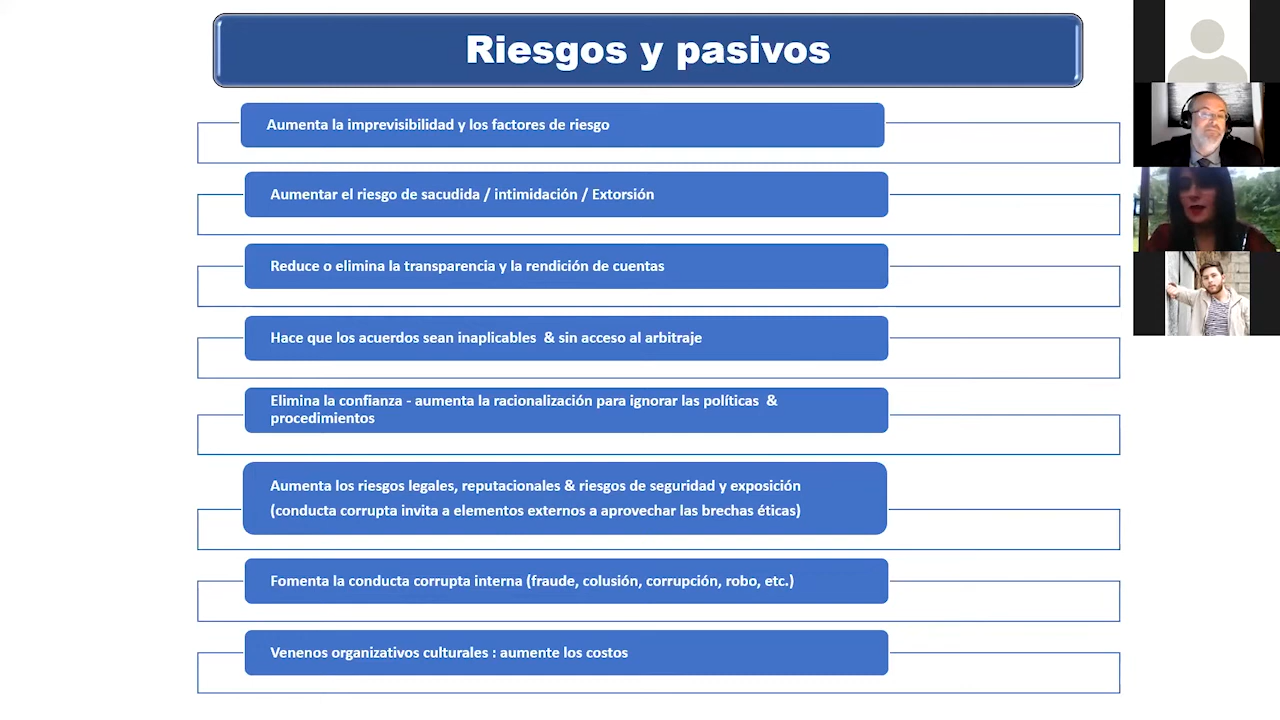 Riesgos y pasivos
Aumenta la imprevisibilidad y los factores de riesgo
Aumentar el riesgo de sacudida / intimidación / Extorsión
Reduce o elimina la transparencia y la rendición de cuentas
Hace que los acuerdos sean inaplicables & sin acceso al arbitraje
Elimina la confianza - aumenta la racionalización para ignorar las políticas &
procedimientos
Aumenta los riesgos legales, reputacionales & riesgos de seguridad y exposición
(conducta corrupta invita a elementos externos a aprovechar las brechas éticas)
Fomenta la conducta corrupta interna (fraude, colusión, corrupción, robo, etc.)
Venenos organizativos culturales : aumente los costos